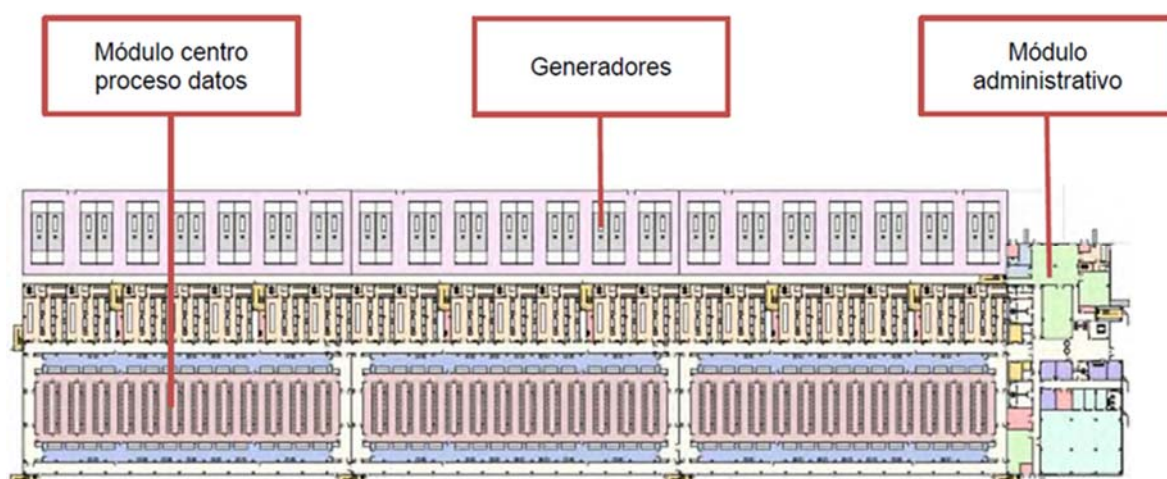 Módulo centro
proceso datos
Generadores
Módulo
administrativo